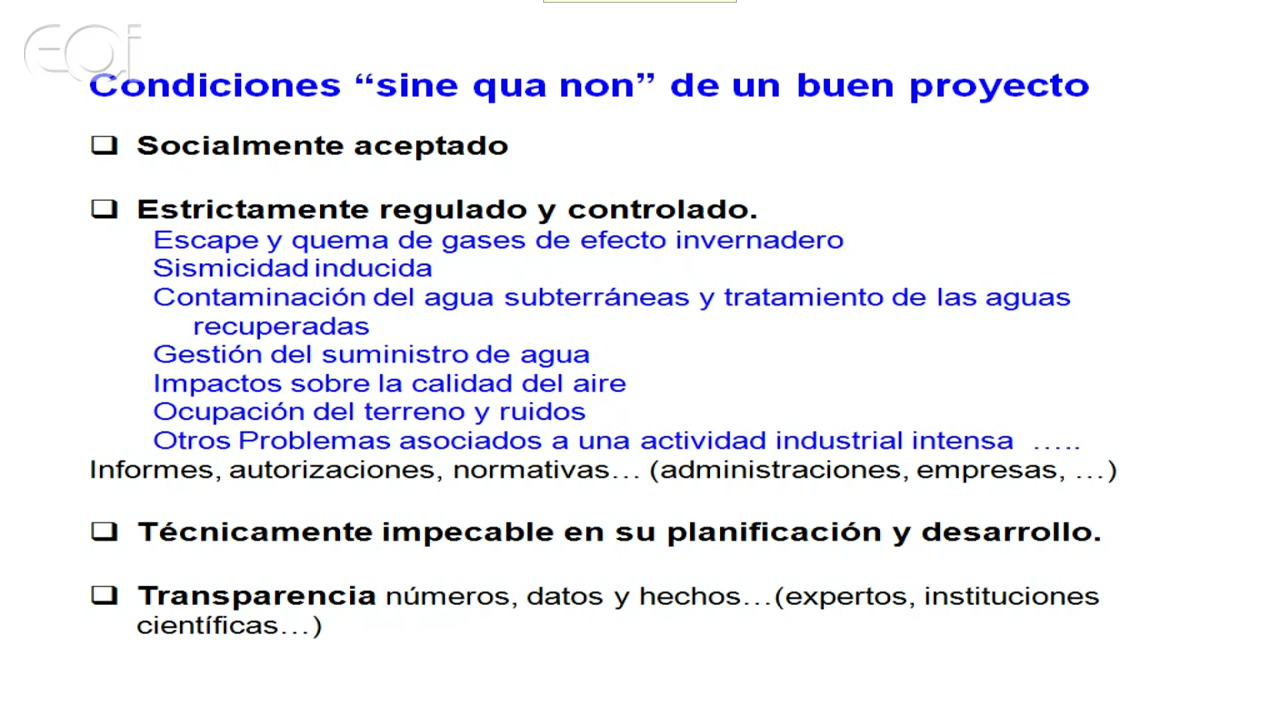 eoi
Condiciones “sine qua non” de un buen proyecto
❑ Socialmente aceptado
❑ Estrictamente regulado y controlado.
Escape y quema de gases de efecto invernadero
Sismicidad inducida
Contaminación del agua subterráneas y tratamiento de las aguas
recuperadas
Gestión del suministro de agua
Impactos sobre la calidad del aire
Ocupación del terreno y ruidos
Otros Problemas asociados a una actividad industrial intensa …..
Informes, autorizaciones, normativas… (administraciones, empresas, …)
❑ Técnicamente impecable en su planificación y desarrollo.
❑ Transparencia números, datos y hechos…(expertos, instituciones
científicas…)